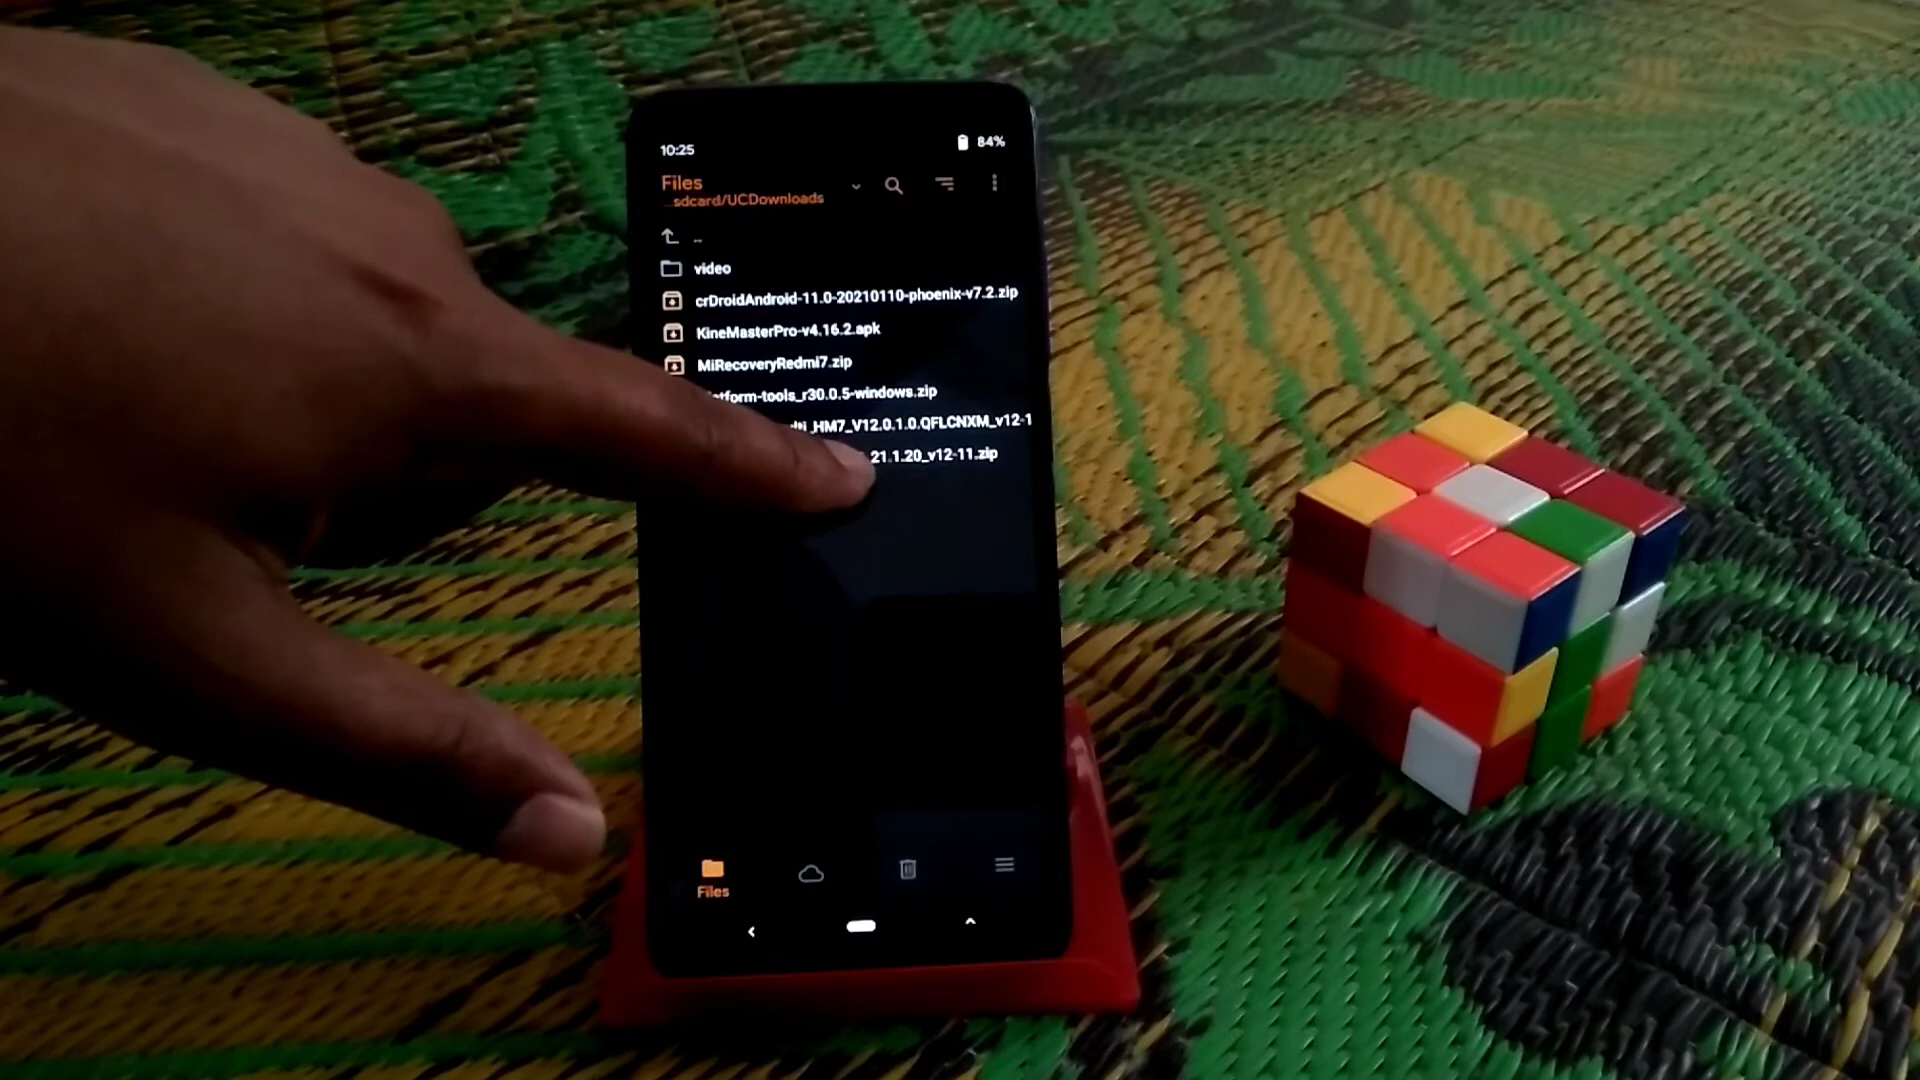 10:25
84%
Files
sdcard/UCDownloads
..
video
crDroidAndroid-11.0-20210110-phoenix-v7.2.zip
KineMasterPro-v4.16.2.apk
MiRecoveryRedmi7.zip
tform-tools_r30.0.5-windows.zip
_HM7_V12.0.1.0.QFLCNXM_v12-1
21.1.20_v12-11.zip
Files